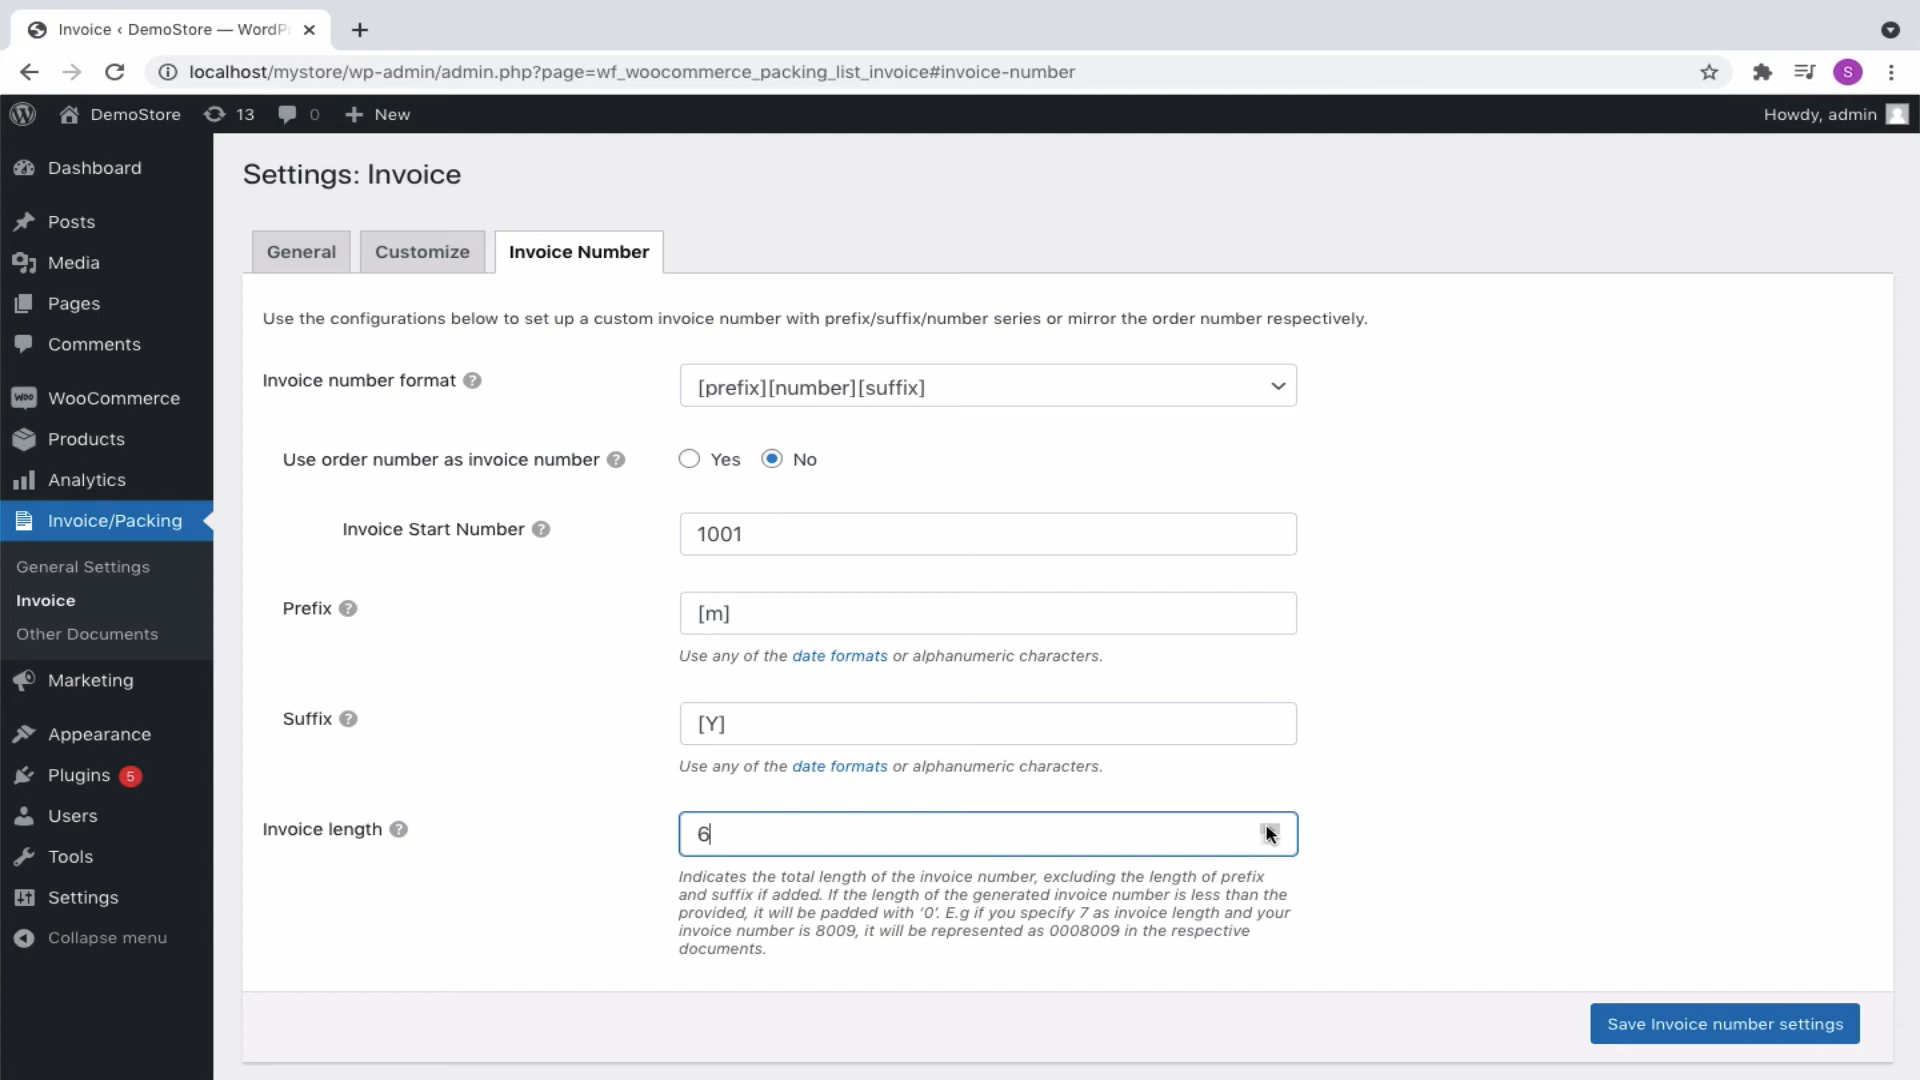 Invoice ‹ DemoStore — WordPr
localhost/mystore/wp-admin/admin.php?page=wf_woocommerce_packing_list_invoice#invoice-number
S
DemoStore 13 0 New
Howdy, admin
Dashboard
Posts
Media
Pages
Comments
WooCommerce
Products
Analytics
Invoice/Packing
General Settings
Invoice
Other Documents
Marketing
Appearance
Plugins 5
Users
Tools
Settings
Collapse menu
Settings: Invoice
General Customize Invoice Number
Use the configurations below to set up a custom invoice number with prefix/suffix/number series or mirror the order number respectively.
Invoice number format ?
[prefix][number][suffix]
Use order number as invoice number ?
Yes No
Invoice Start Number ?
1001
Prefix ?
[m]
Use any of the date formats or alphanumeric characters.
Suffix ?
[Y]
Use any of the date formats or alphanumeric characters.
Invoice length ?
6
Indicates the total length of the invoice number, excluding the length of prefix
and suffix if added. If the length of the generated invoice number is less than the
provided, it will be padded with ‘0’. E.g if you specify 7 as invoice length and your
invoice number is 8009, it will be represented as 0008009 in the respective
documents.
Save Invoice number settings